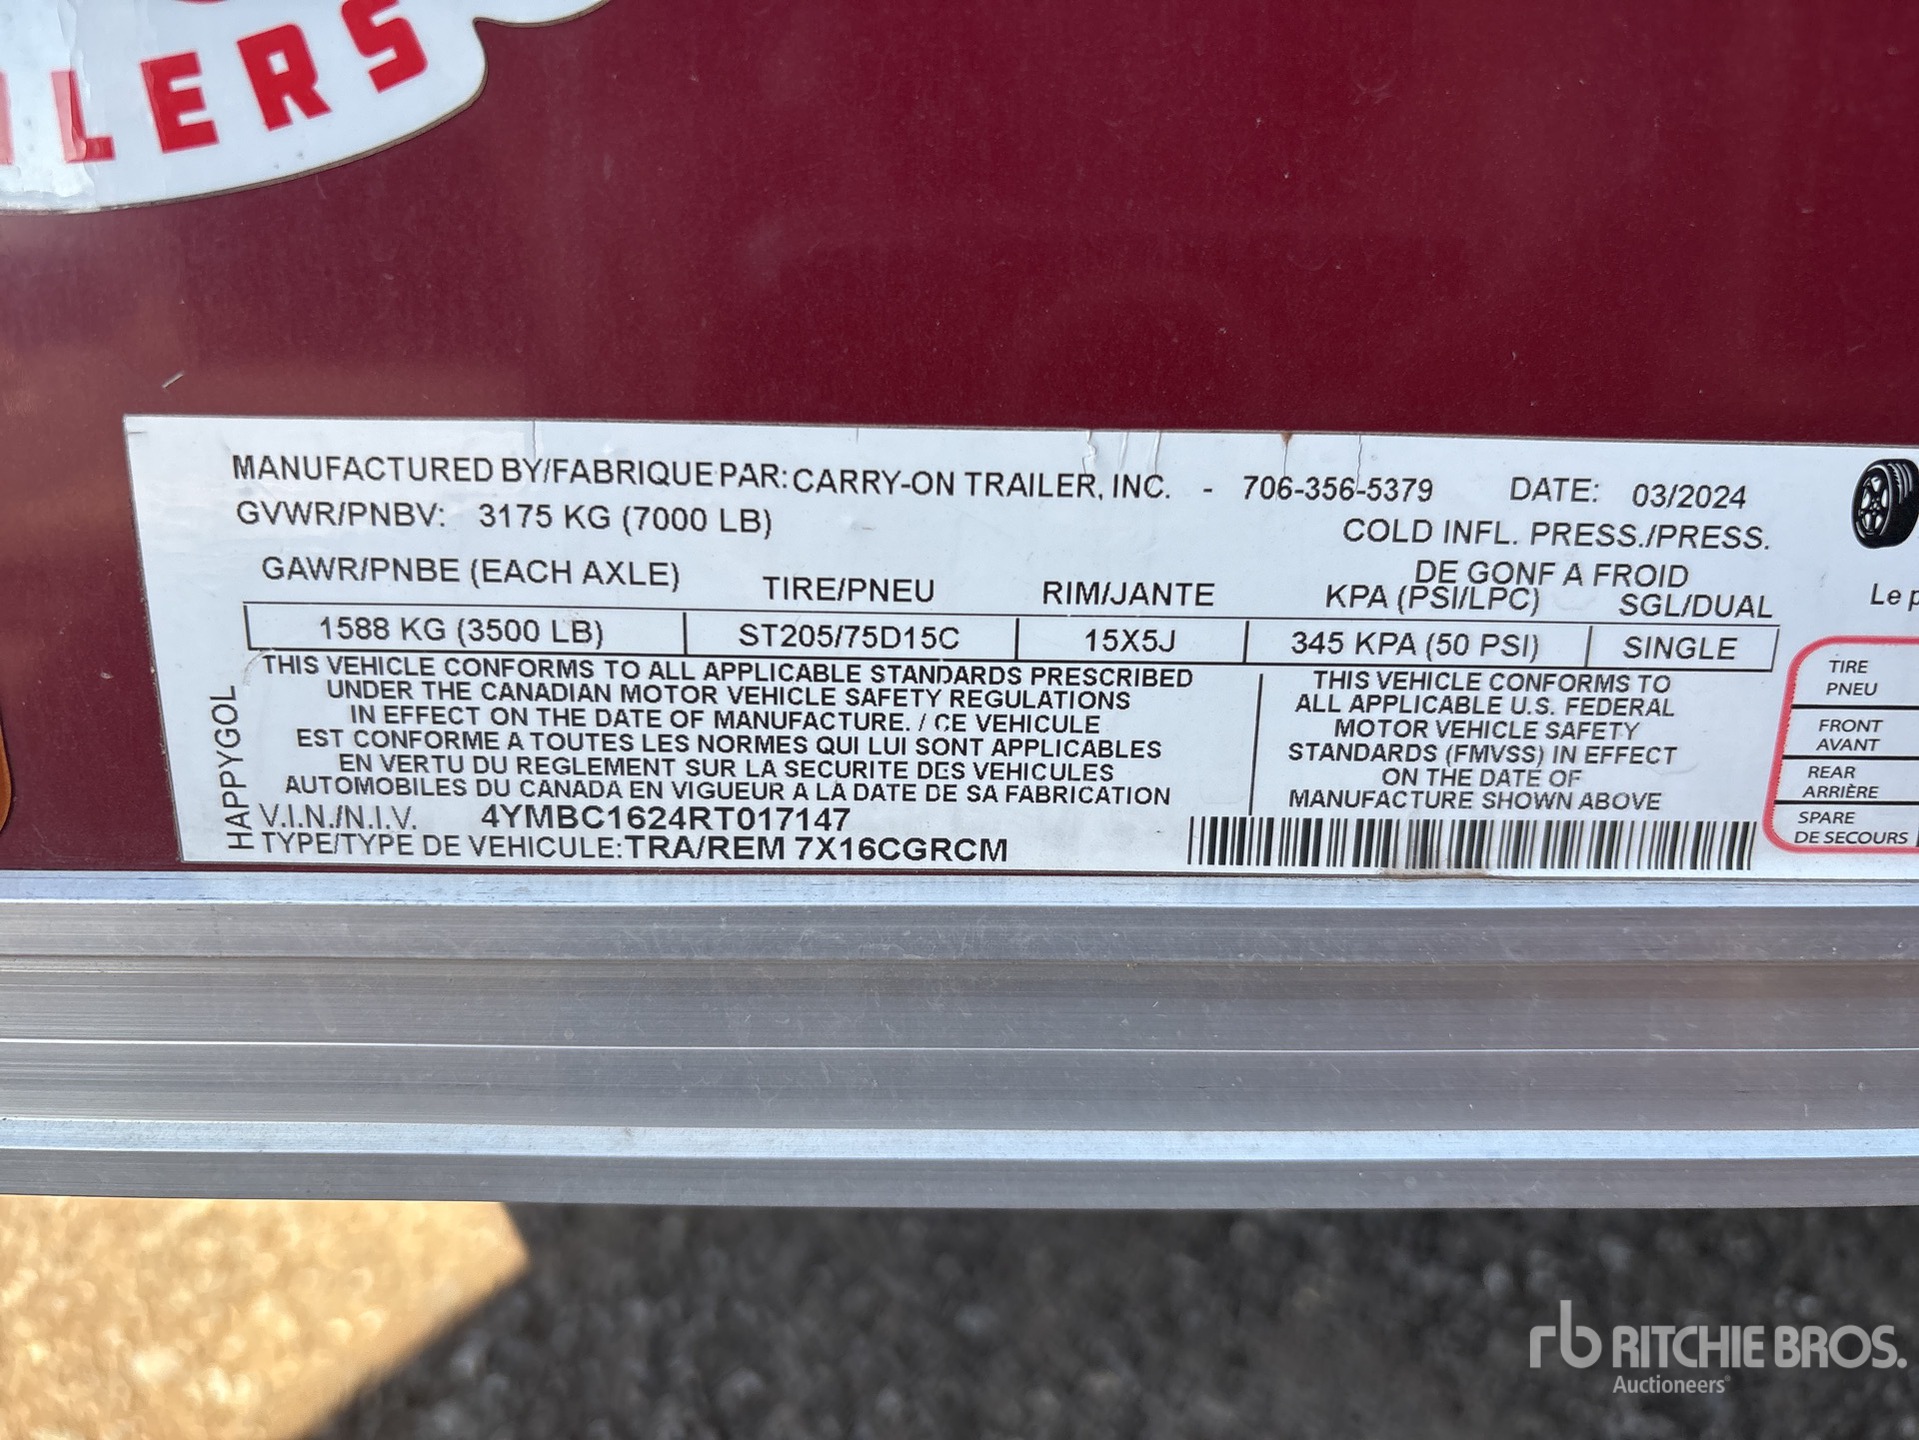 ILERS
MANUFACTURED BY/FABRIQUE PAR: CARRY-ON TRAILER, INC. - 706-356-5379 DATE: 03/2024
GVWR/PNBV: 3175 KG (7000 LB)
COLD INFL. PRESS./PRESS.
DE GONF A FROID
GAWR/PNBE (EACH AXLE) TIRE/PNEU RIM/JANTE KPA (PSI/LPC) SGL/DUAL
1588 KG (3500 LB) ST205/75D15C 15X5J 345 KPA (50 PSI) SINGLE
THIS VEHICLE CONFORMS TO ALL APPLICABLE STANDARDS PRESCRIBED
UNDER THE CANADIAN MOTOR VEHICLE SAFETY REGULATIONS
IN EFFECT ON THE DATE OF MANUFACTURE. / CE VEHICULE
EST CONFORME A TOUTES LES NORMES QUI LUI SONT APPLICABLES
EN VERTU DU REGLEMENT SUR LA SECURITE DES VEHICULES
AUTOMOBILES DU CANADA EN VIGUEUR A LA DATE DE SA FABRICATION
THIS VEHICLE CONFORMS TO
ALL APPLICABLE U.S. FEDERAL
MOTOR VEHICLE SAFETY
STANDARDS (FMVSS) IN EFFECT
ON THE DATE OF
MANUFACTURE SHOWN ABOVE
V.I.N./N.I.V. 4YMBC1624RT017147
TYPE/TYPE DE VEHICULE: TRA/REM 7X16CGRCM
HAPPYGOL H
Le p
TIRE
PNEU
FRONT
AVANT
REAR
ARRIÈRE
SPARE
DE SECOURS
rb RITCHIE BROS.
Auctioneers